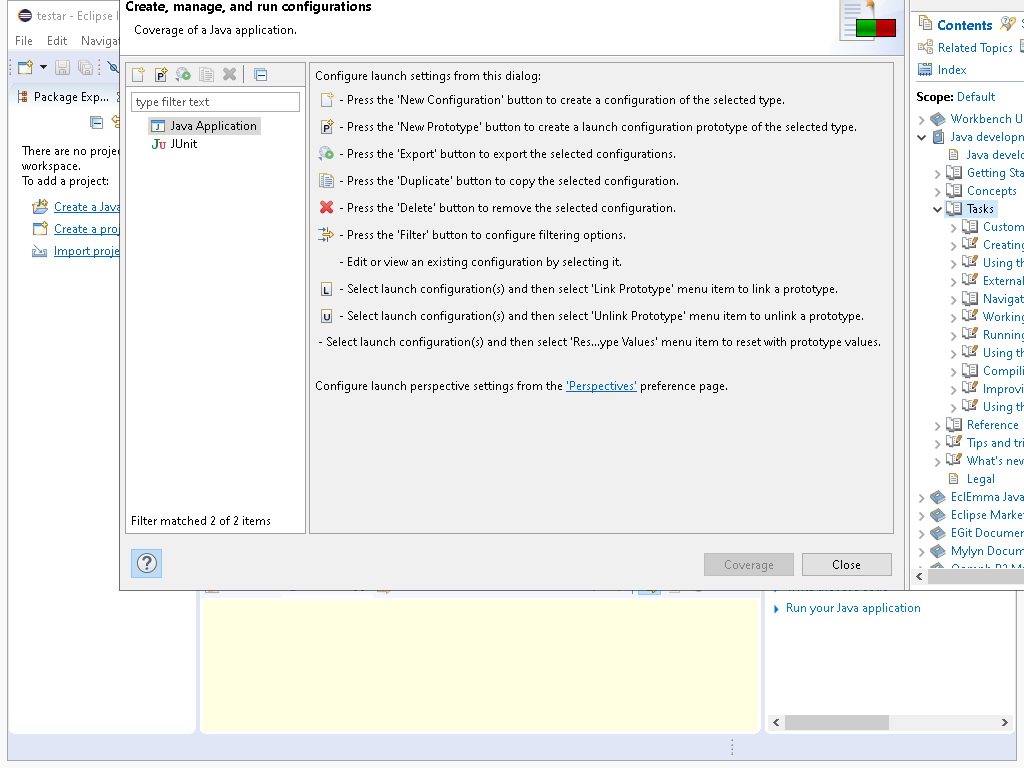 testar - Eclipse
Create, manage, and run configurations
Coverage of a Java application.
File Edit
Package Exp...
There are no
workspace.
To add a project:
Create a Java
Create a
Import
type filter text
Java Application
JUnit
Filter matched 2 of 2 items
Configure launch settings from this dialog:
- Press the 'New Configuration' button to create a configuration of the selected type.
P - Press the 'New Prototype' button to create a launch configuration prototype of the selected type.
- Press the 'Export' button to export the selected configurations.
- Press the 'Duplicate' button to copy the selected configuration.
- Press the 'Delete' button to remove the selected configuration.
- Press the 'Filter' button to configure filtering options.
- Edit or view an existing configuration by selecting it.
L - Select launch configuration(s) and then select 'Link Prototype' menu item to link a prototype.
U - Select launch configuration(s) and then select 'Unlink Prototype' menu item to unlink a prototype.
- Select launch configuration(s) and then select 'Res...ype Values' menu item to reset with prototype values.
Configure launch perspective settings from the 'Perspectives' preference page.
Coverage
Close
Contents
Related Topics
Index
Scope: Default
Workbench U
Java developm
Java develo
Getting Sta
Concepts
Tasks
Custom
Creating
Using th
External
Navigat
Working
Running
Using th
Compili
Improvi
Using th
Reference
Tips and tri
What's new
Legal
EclEmma Java
Eclipse Marke
EGit Documen
Mylyn Docum
Run your Java application